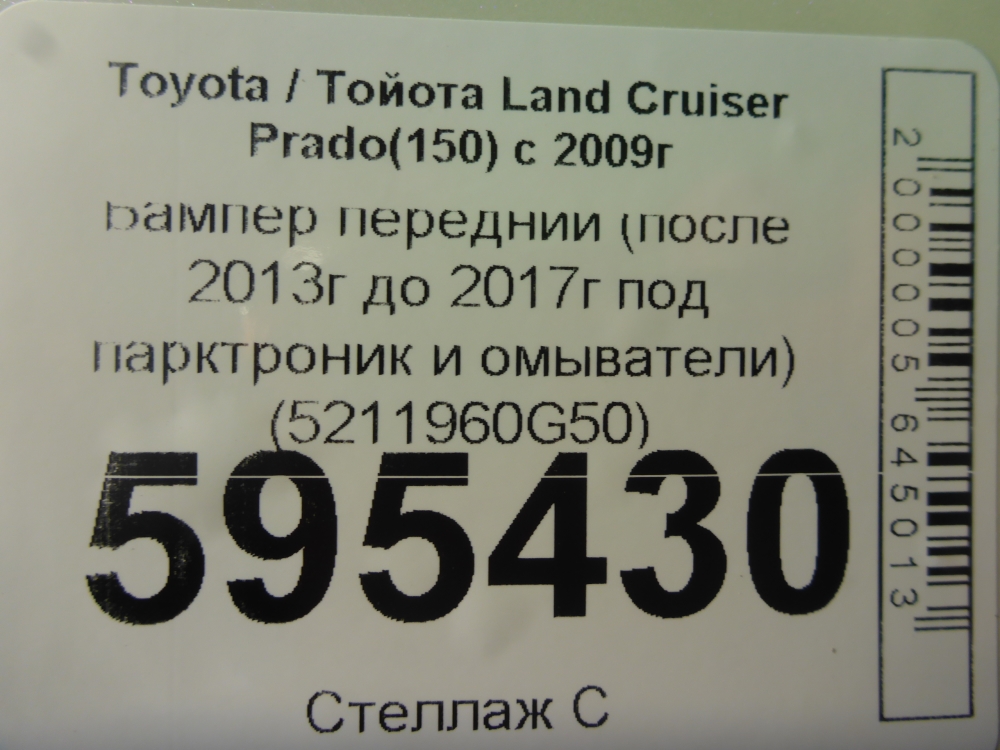 Toyota / Тойота Land Cruiser
Prado(150) с 2009г
Бампер передний (после
2013г до 2017г под
парктроник и омыватели)
(5211960G50)
595430
Стеллаж С
2000005645013